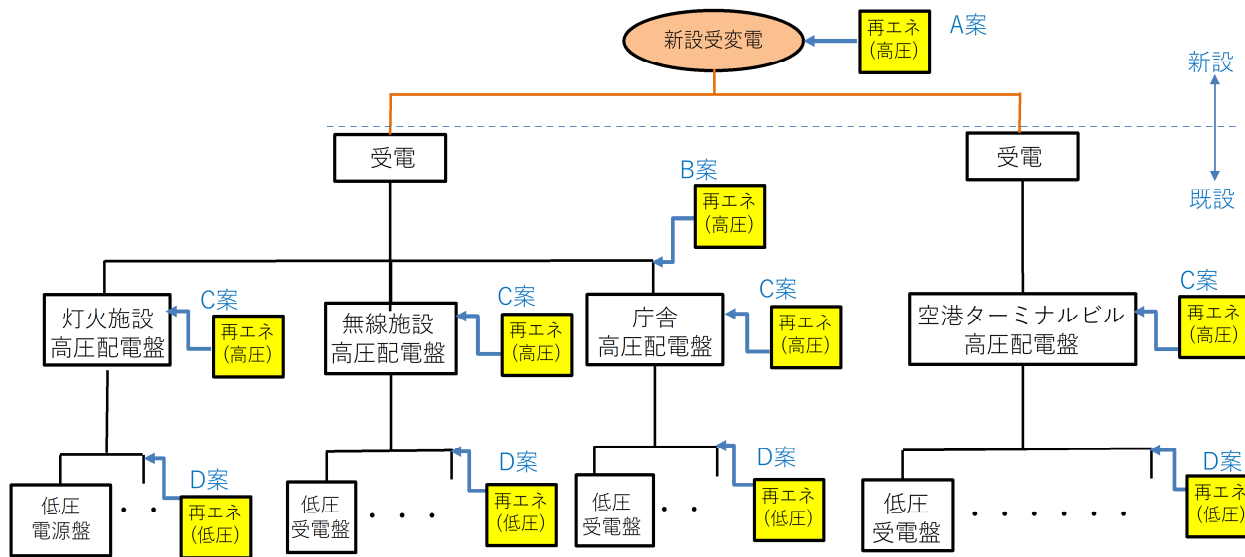 新設受変電
再エネ
(高圧)
A案
新設
既設
受電
受電
B案
再エネ
(高圧)
灯火施設
高圧配電盤
C案
再エネ
(高圧)
無線施設
高圧配電盤
C案
再エネ
(高圧)
庁舎
高圧配電盤
C案
再エネ
(高圧)
空港ターミナルビル
高圧配電盤
C案
再エネ
(高圧)
低圧
電源盤
・・
D案
再エネ
(低圧)
低圧
受電盤
・・・
D案
再エネ
(低圧)
低圧
受電盤
・・
D案
再エネ
(低圧)
低圧
受電盤
・・・・・・
D案
再エネ
(低圧)